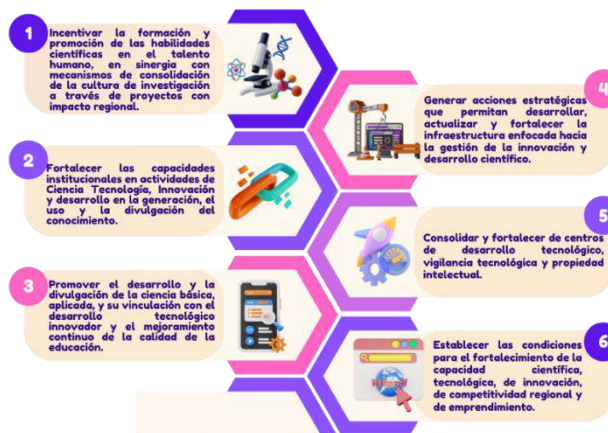 1
Incentivar la formación y
promoción de las habilidades
científicas en el talento
humano, en sinergia con
mecanismos de consolidación
de la cultura de investigación
a través de proyectos con
impacto regional.
2
Fortalecer las capacidades
institucionales en actividades de
Ciencia Tecnología, Innovación
y desarrollo en la generación, el
uso y la divulgación del
conocimiento.
3
Promover el desarrollo y la
divulgación de la ciencia básica,
aplicada, y su vinculación con el
desarrollo tecnológico
innovador y el mejoramiento
continuo de la calidad de la
educación.
4
Generar acciones estratégicas
que permitan desarrollar,
actualizar y fortalecer la
infraestructura enfocada hacia
la gestión de la innovación y
desarrollo científico.
5
Consolidar y fortalecer de centros
de desarrollo tecnológico,
vigilancia tecnológica y propiedad
intelectual.
6
Establecer las condiciones
para el fortalecimiento de la
capacidad científica,
tecnológica, de innovación,
de competitividad regional y
de emprendimiento.